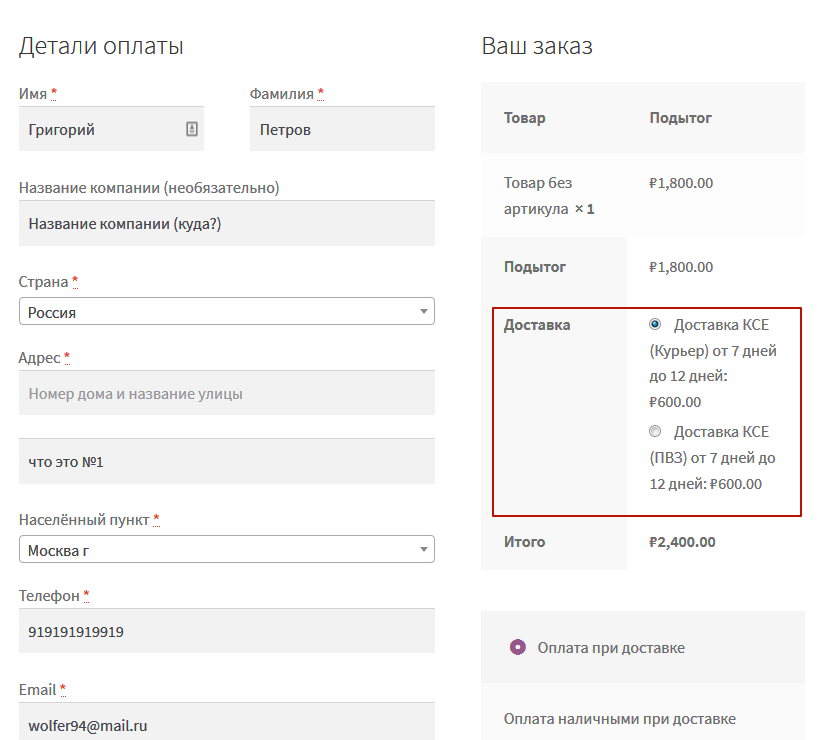 Детали оплаты
Имя *
Фамилия *
Григорий
Петров
Название компании (необязательно)
Название компании (куда?)
Страна *
Россия
Адрес *
Номер дома и название улицы
что это №1
Населённый пункт *
Москва г
Телефон *
919191919919
Email *
wolfer94@mail.ru
Ваш заказ
Товар
Подытог
Товар без
артикула × 1
₽1,800.00
Подытог
₽1,800.00
Доставка
Доставка КСЕ
(Курьер) от 7 дней
до 12 дней:
₽600.00
Доставка КСЕ
(ПВЗ) от 7 дней до
12 дней: ₽600.00
Итого
₽2,400.00
Оплата при доставке
Оплата наличными при доставке